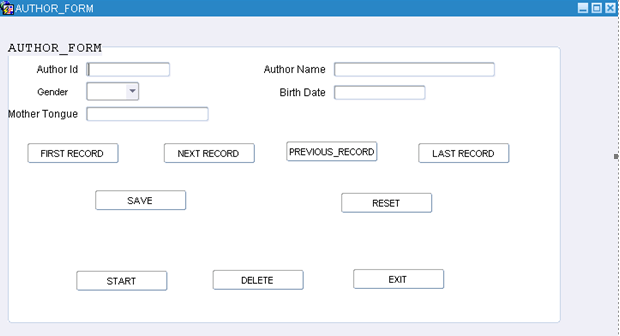 AUTHOR_FORM
AUTHOR_FORM
Author Id Author Name
Gender Birth Date
Mother Tongue
FIRST RECORD NEXT RECORD PREVIOUS_RECORD LAST RECORD
SAVE RESET
START DELETE EXIT